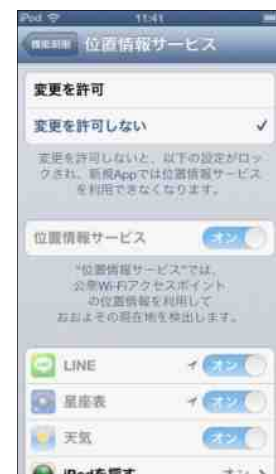 iPod 11:41
機能制限 位置情報サービス
変更を許可
変更を許可しない
変更を許可しないと、以下の設定がロッ
クされ、新規Appでは位置情報サービス
を利用できなくなります。
位置情報サービス オン
"位置情報サービス"では、
公衆Wi-Fiアクセスポイント
の位置情報を利用して
おおよその現在地を検出します。
LINE オン
星座表 オン
天気 オン
iPodを探す オン